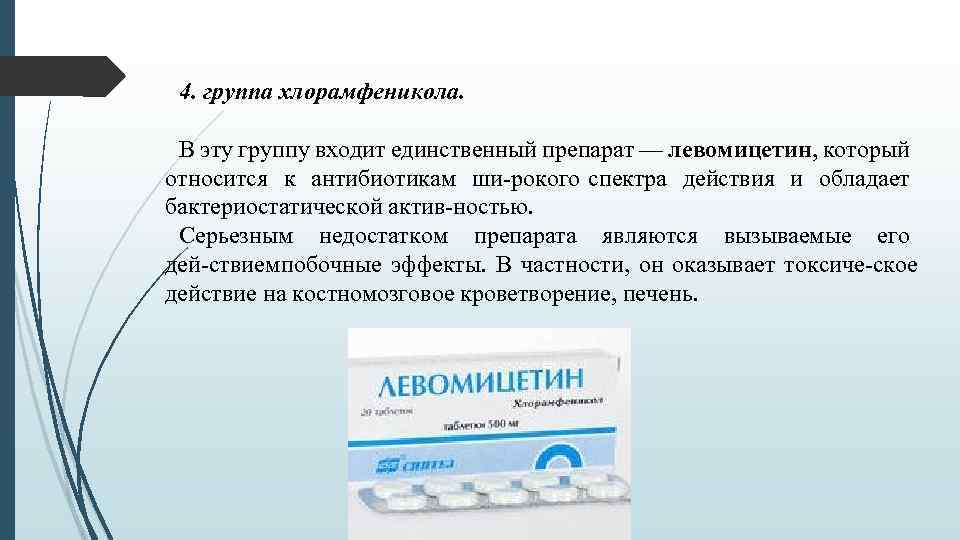 4. группа хлорамфеникола.
В эту группу входит единственный препарат — левомицетин, который
относится к антибиотикам ши-рокого спектра действия и обладает
бактериостатической актив-ностью.
Серьезным недостатком препарата являются вызываемые его
дей-ствиемпобочные эффекты. В частности, он оказывает токсиче-ское
действие на костномозговое кроветворение, печень.
ЛЕВОМИЦЕТИН
Хлорамфеникол
20 таблеток
таблетки 500 мг
синтез